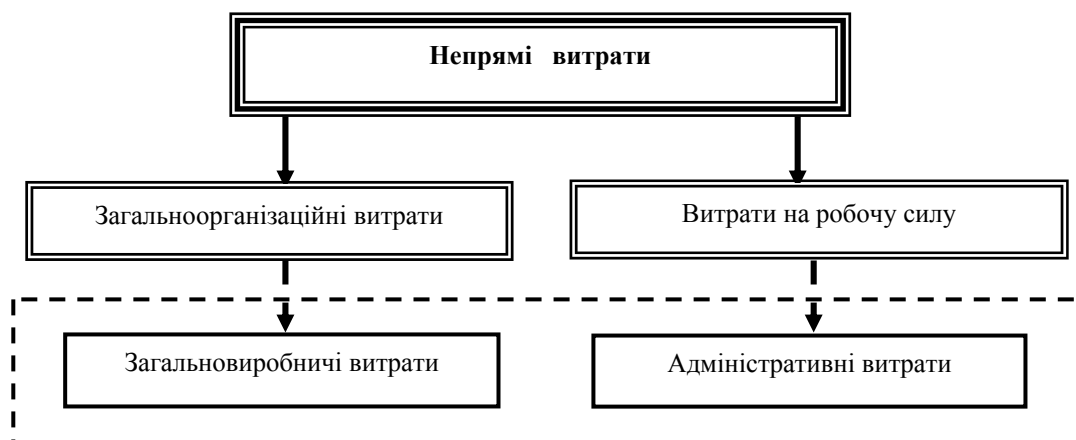 Непрямі витрати
Загальноорганізаційні витрати
Витрати на робочу силу
Загальновиробничі витрати
Адміністративні витрати